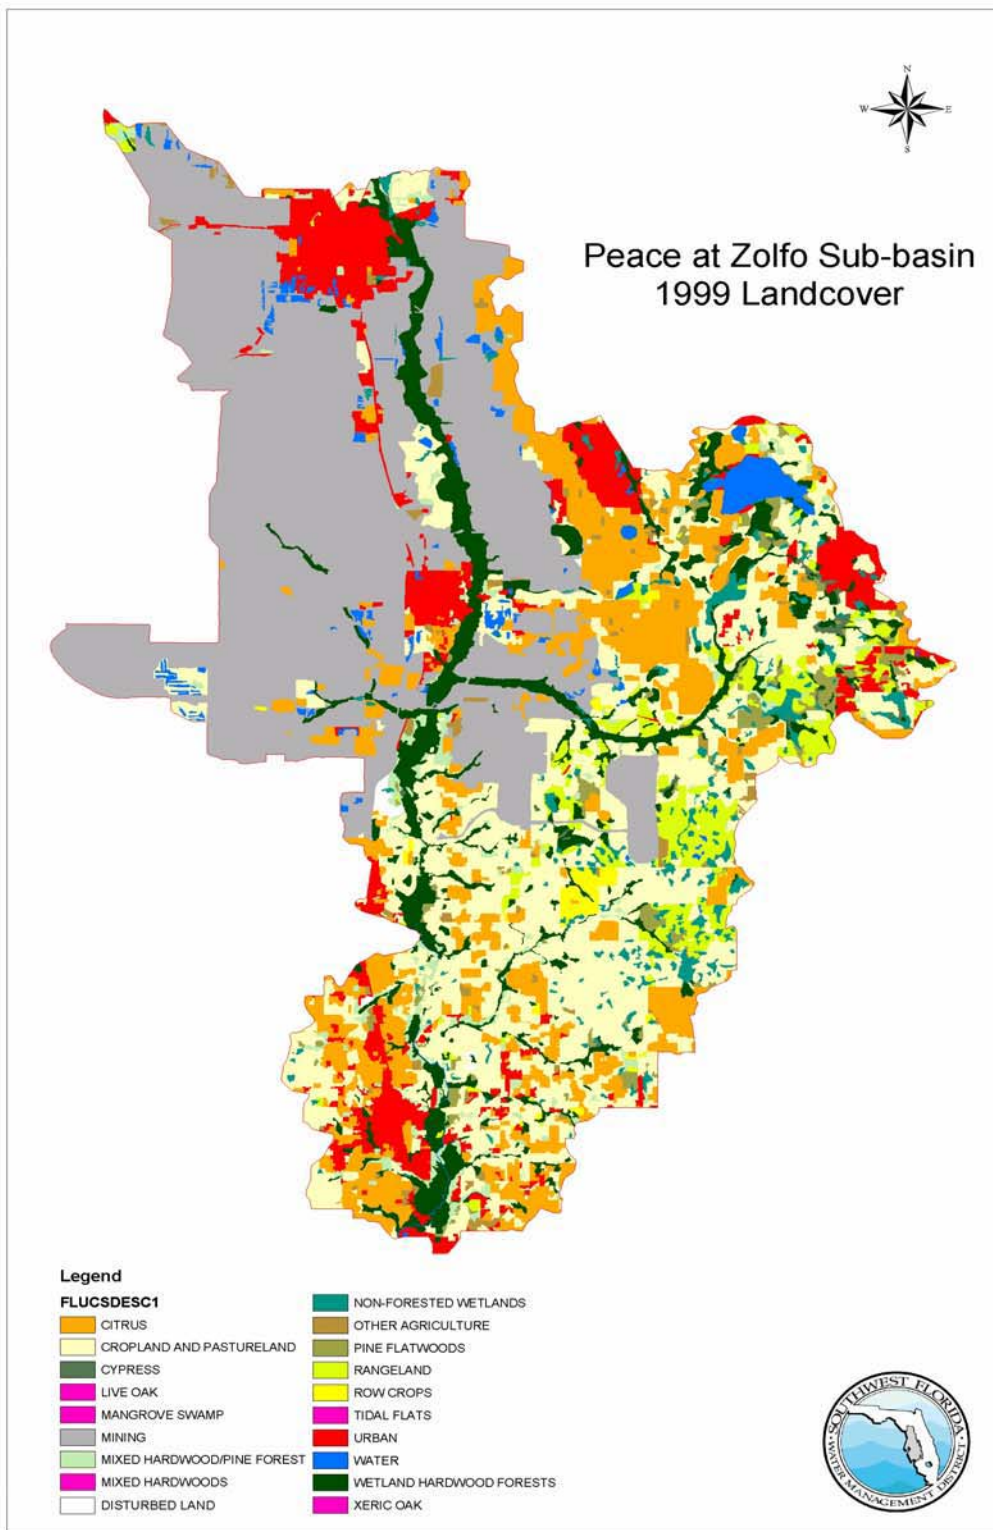 N
W E
S
Peace at Zolfo Sub-basin
1999 Landcover
Legend
FLUCSDESC1
CITRUS
CROPLAND AND PASTURELAND
CYPRESS
LIVE OAK
MANGROVE SWAMP
MINING
MIXED HARDWOOD/PINE FOREST
MIXED HARDWOODS
DISTURBED LAND
NON-FORESTED WETLANDS
OTHER AGRICULTURE
PINE FLATWOODS
RANGELAND
ROW CROPS
TIDAL FLATS
URBAN
WATER
WETLAND HARDWOOD FORESTS
XERIC OAK
SOUTHWEST FLORIDA
WATER MANAGEMENT DISTRICT